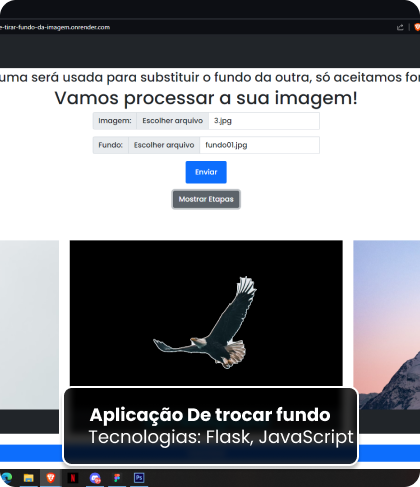 e-tirar-fundo-da-imagem.onrender.com
uma será usada para substituir o fundo da outra, só aceitamos for
Vamos processar a sua imagem!
Imagem: Escolher arquivo 3.jpg
Fundo: Escolher arquivo fundo01.jpg
Enviar
Mostrar Etapas
Aplicação De trocar fundo
Tecnologias: Flask, JavaScript
Ps